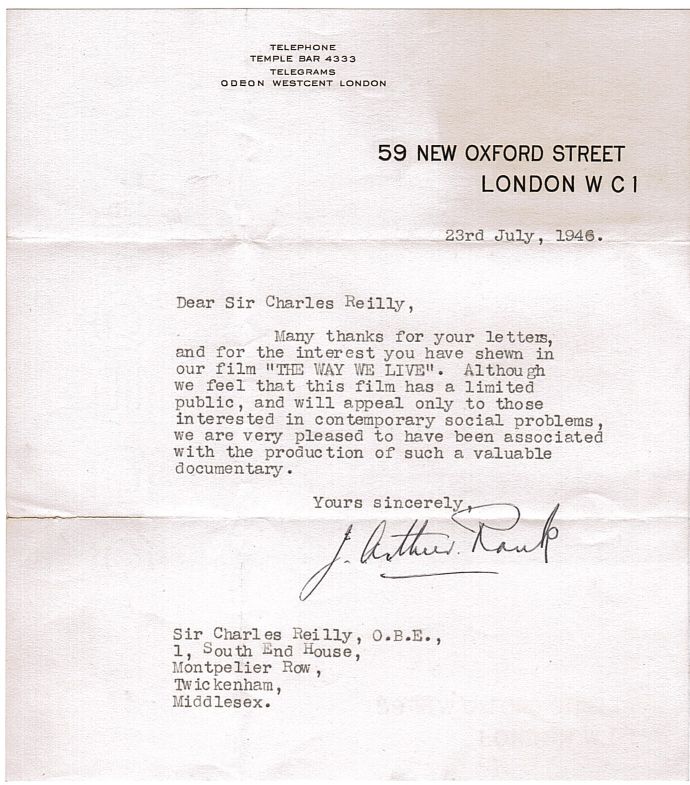 TELEPHONE
TEMPLE BAR 4333
TELEGRAMS
ODEON WESTCENT LONDON
59 NEW OXFORD STREET
LONDON W C 1
23rd July, 1946.
Dear Sir Charles Reilly,
Many thanks for your letters,
and for the interest you have shewn in
our film "THE WAY WE LIVE". Although
we feel that this film has a limited
public, and will appeal only to those
interested in contemporary social problems,
we are very pleased to have been associated
with the production of such a valuable
documentary.
Yours sincerely,
J. Arthur. Rank
Sir Charles Reilly, O.B.E.,
1, South End House,
Montpelier Row,
Twickenham,
Middlesex.